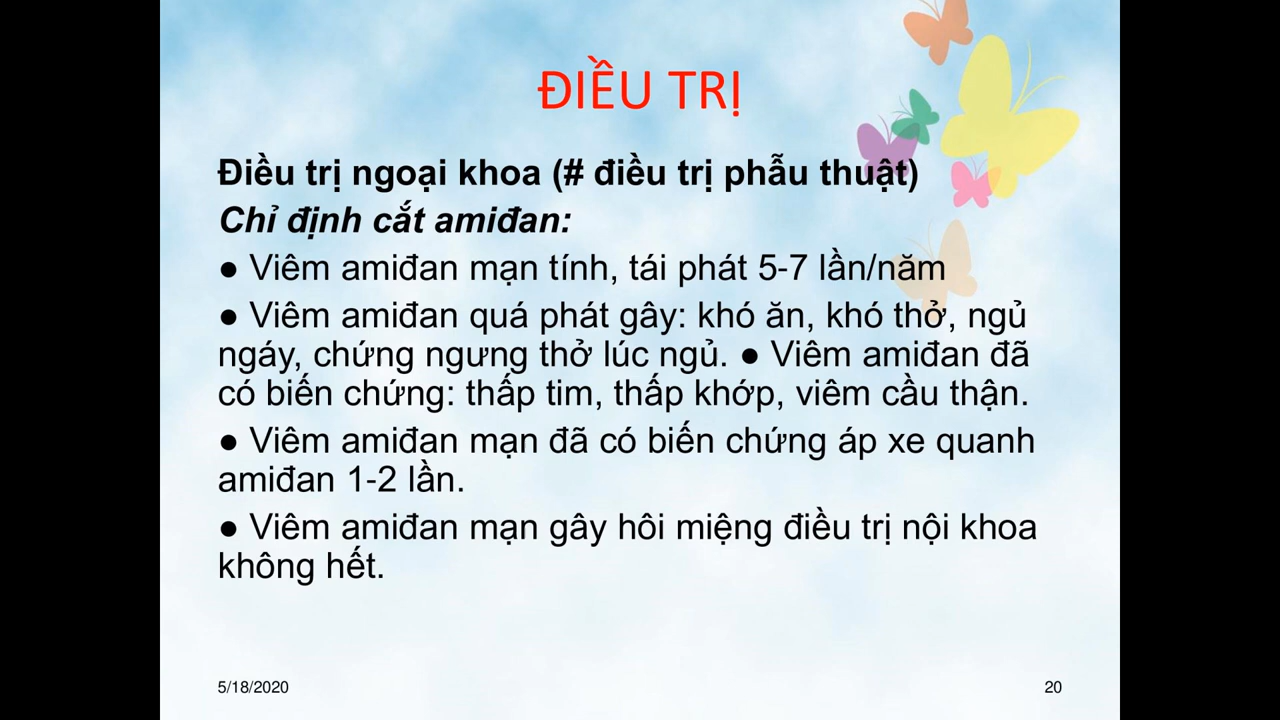 ĐIỀU TRỊ
Điều trị ngoại khoa (# điều trị phẫu thuật)
Chỉ định cắt amiđan:
● Viêm amiđan mạn tính, tái phát 5-7 lần/năm
● Viêm amiđan quá phát gây: khó ăn, khó thở, ngủ
ngáy, chứng ngưng thở lúc ngủ. ● Viêm amiđan đã
có biến chứng: thấp tim, thấp khớp, viêm cầu thận.
● Viêm amiđan mạn đã có biến chứng áp xe quanh
amiđan 1-2 lần.
● Viêm amiđan mạn gây hôi miệng điều trị nội khoa
không hết.
5/18/2020
20